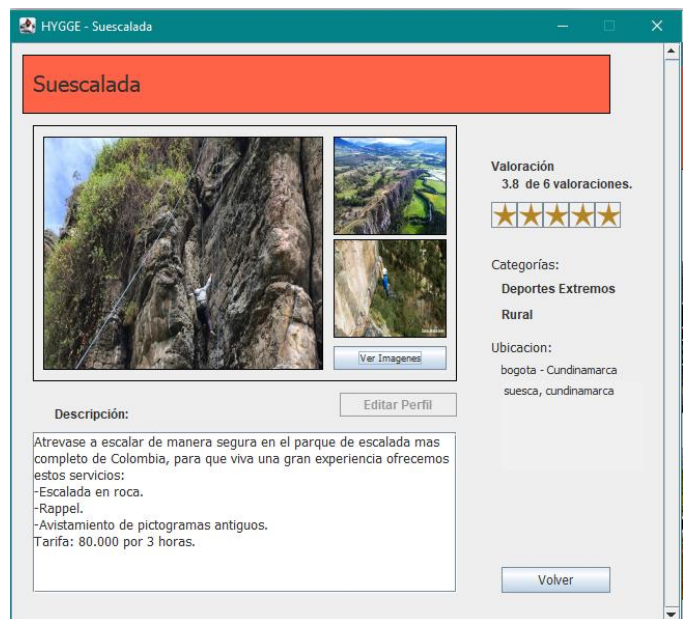 HYGGE - Suescalada
Suescalada
Valoración
3.8 de 6 valoraciones.
Categorías:
Deportes Extremos
Rural
Ver Imagenes
Ubicacion:
bogota - Cundinamarca
suesca, cundinamarca
Editar Perfil
Descripción:
Atrevase a escalar de manera segura en el parque de escalada mas
completo de Colombia, para que viva una gran experiencia ofrecemos
estos servicios:
-Escalada en roca.
-Rappel.
-Avistamiento de pictogramas antiguos.
Tarifa: 80.000 por 3 horas.
Volver